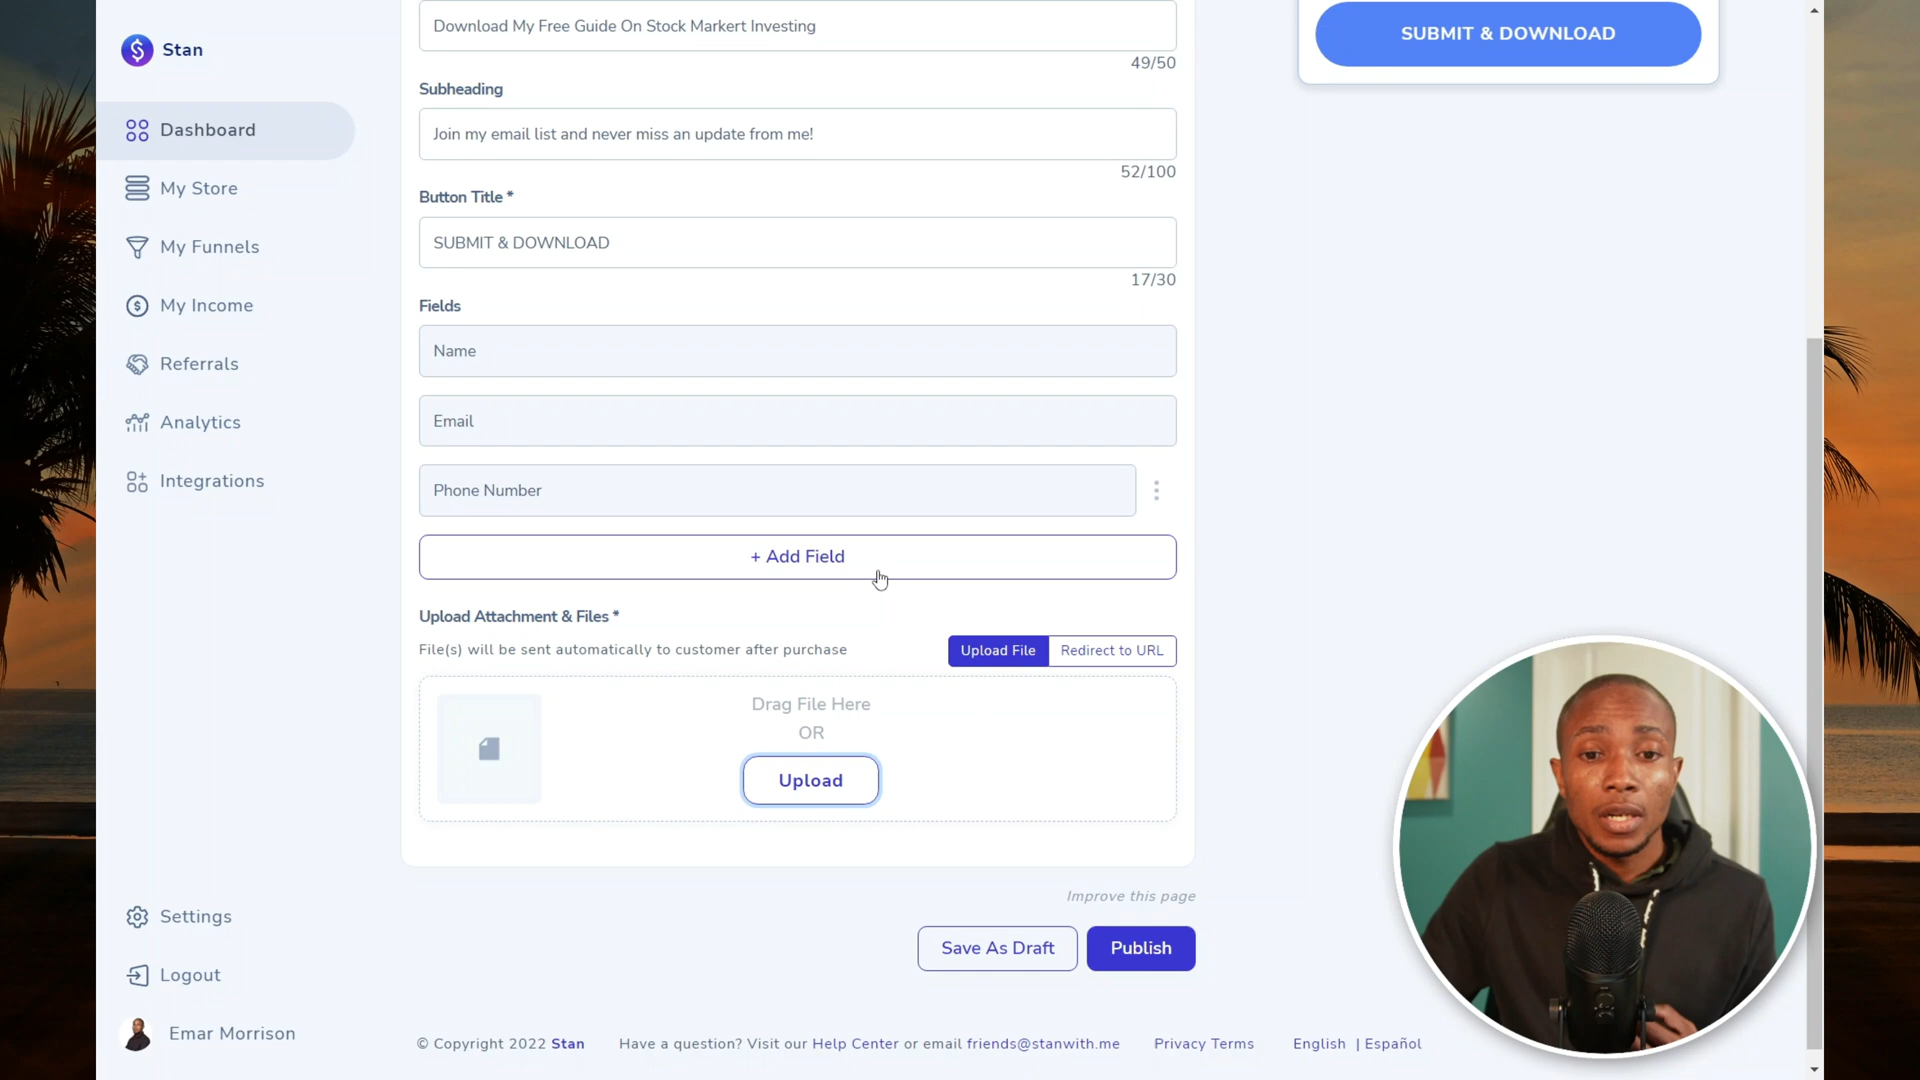 Stan
Dashboard
My Store
My Funnels
My Income
Referrals
Analytics
Integrations
Settings
Logout
Emar Morrison
Download My Free Guide On Stock Markert Investing
49/50
Subheading
Join my email list and never miss an update from me!
52/100
Button Title *
SUBMIT & DOWNLOAD
17/30
Fields
Name
Email
Phone Number
+ Add Field
Upload Attachment & Files *
File(s) will be sent automatically to customer after purchase
Upload File
Redirect to URL
Drag File Here
OR
Upload
Improve this page
Save As Draft
Publish
SUBMIT & DOWNLOAD
© Copyright 2022 Stan Have a question? Visit our Help Center or email friends@stanwith.me Privacy Terms English | Español